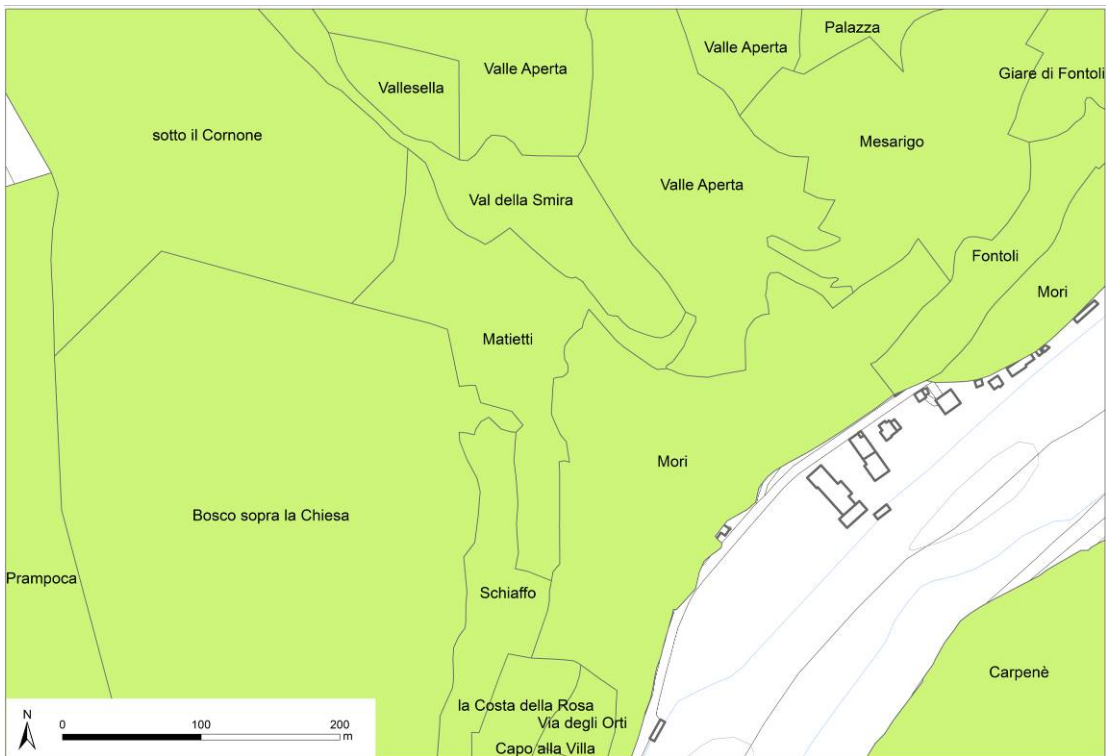 Palazza
Valle Aperta
Valle Aperta
Giare di Fontoli
Vallesella
sotto il Cornone
Mesarigo
Valle Aperta
Val della Smira
Fontoli
Mori
Matietti
Mori
Bosco sopra la Chiesa
Prampoca
Schiaffo
Carpenè
la Costa della Rosa
Via degli Orti
Capo alla Villa
N
0 100 200
m